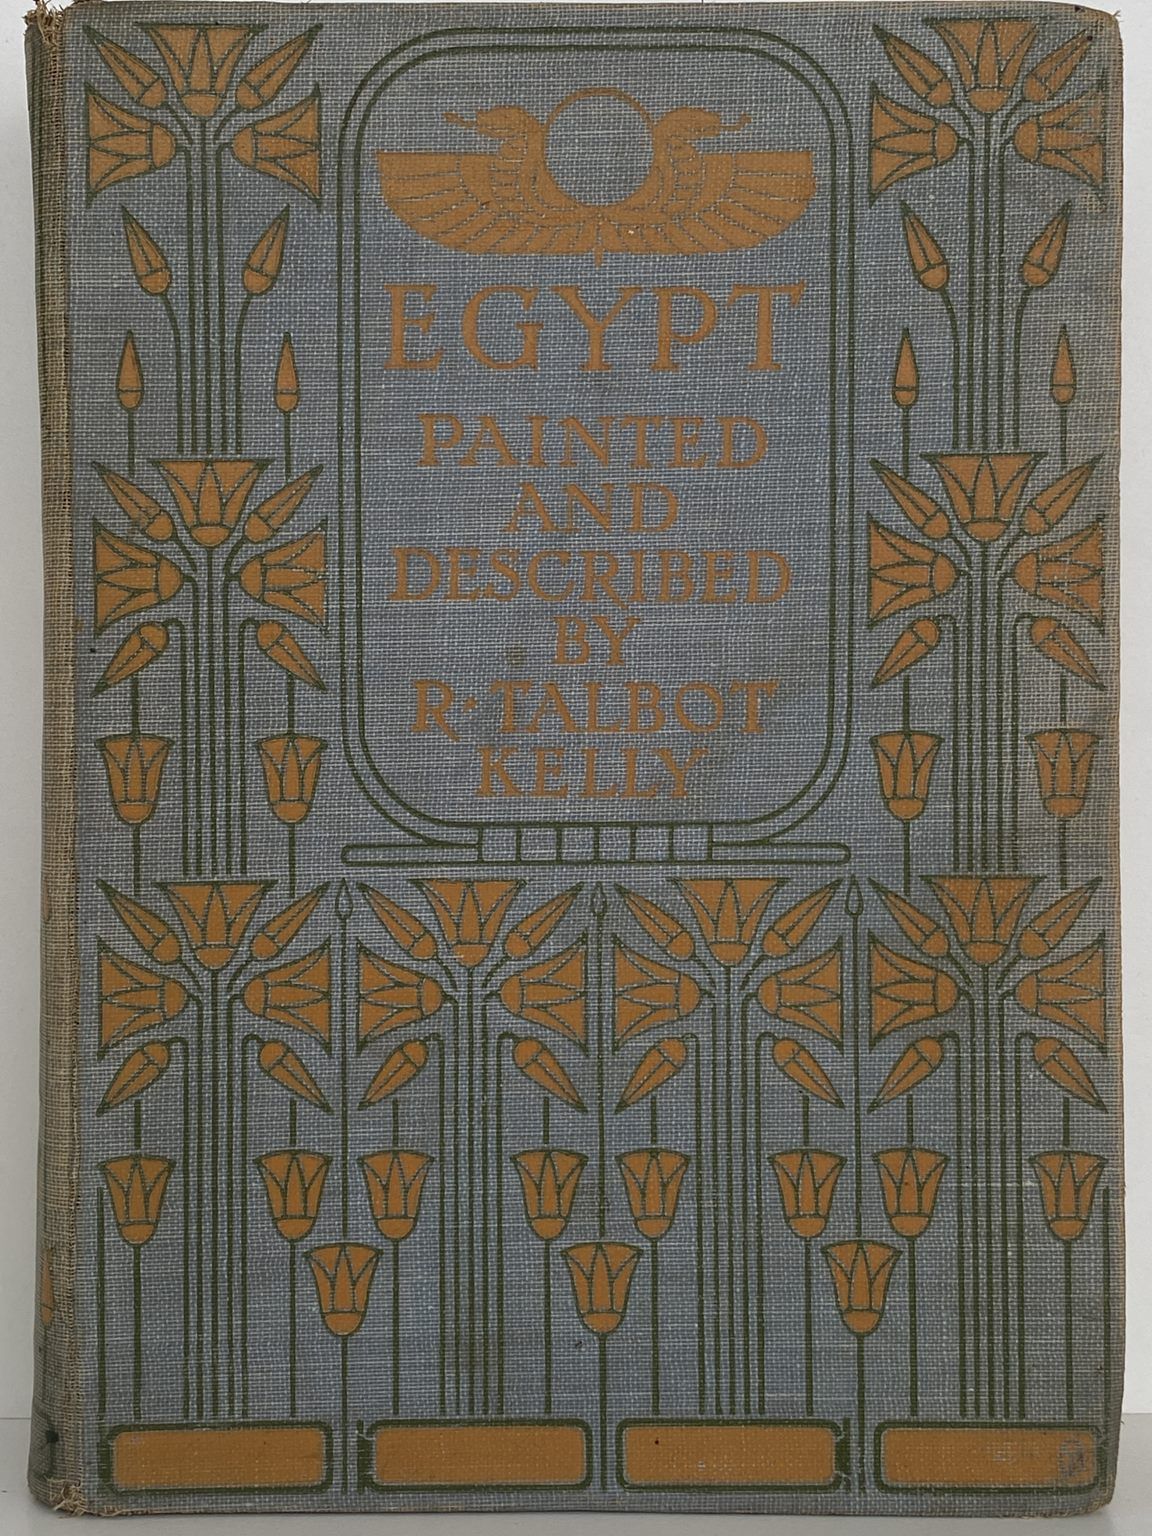 EGYPT
PAINTED
AND
DESCRIBED
BY
R · TALBOT
KELLY